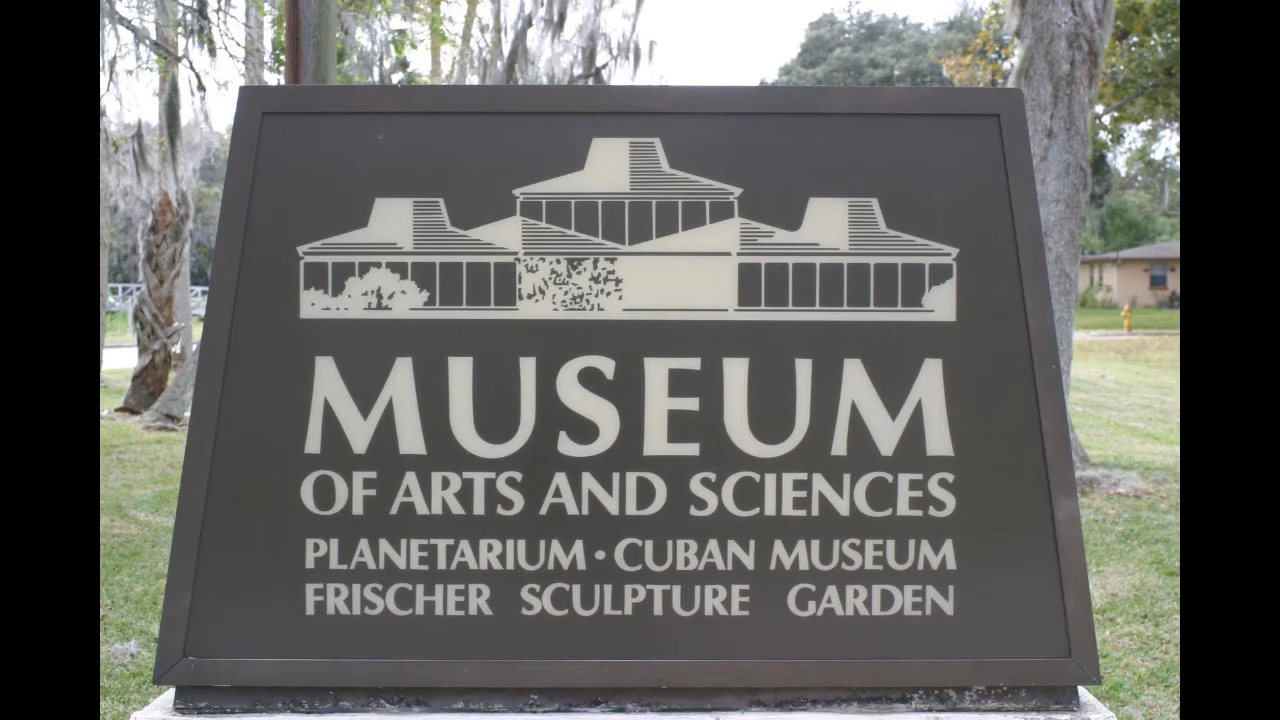 MUSEUM
OF ARTS AND SCIENCES
PLANETARIUM • CUBAN MUSEUM
FRISCHER SCULPTURE GARDEN